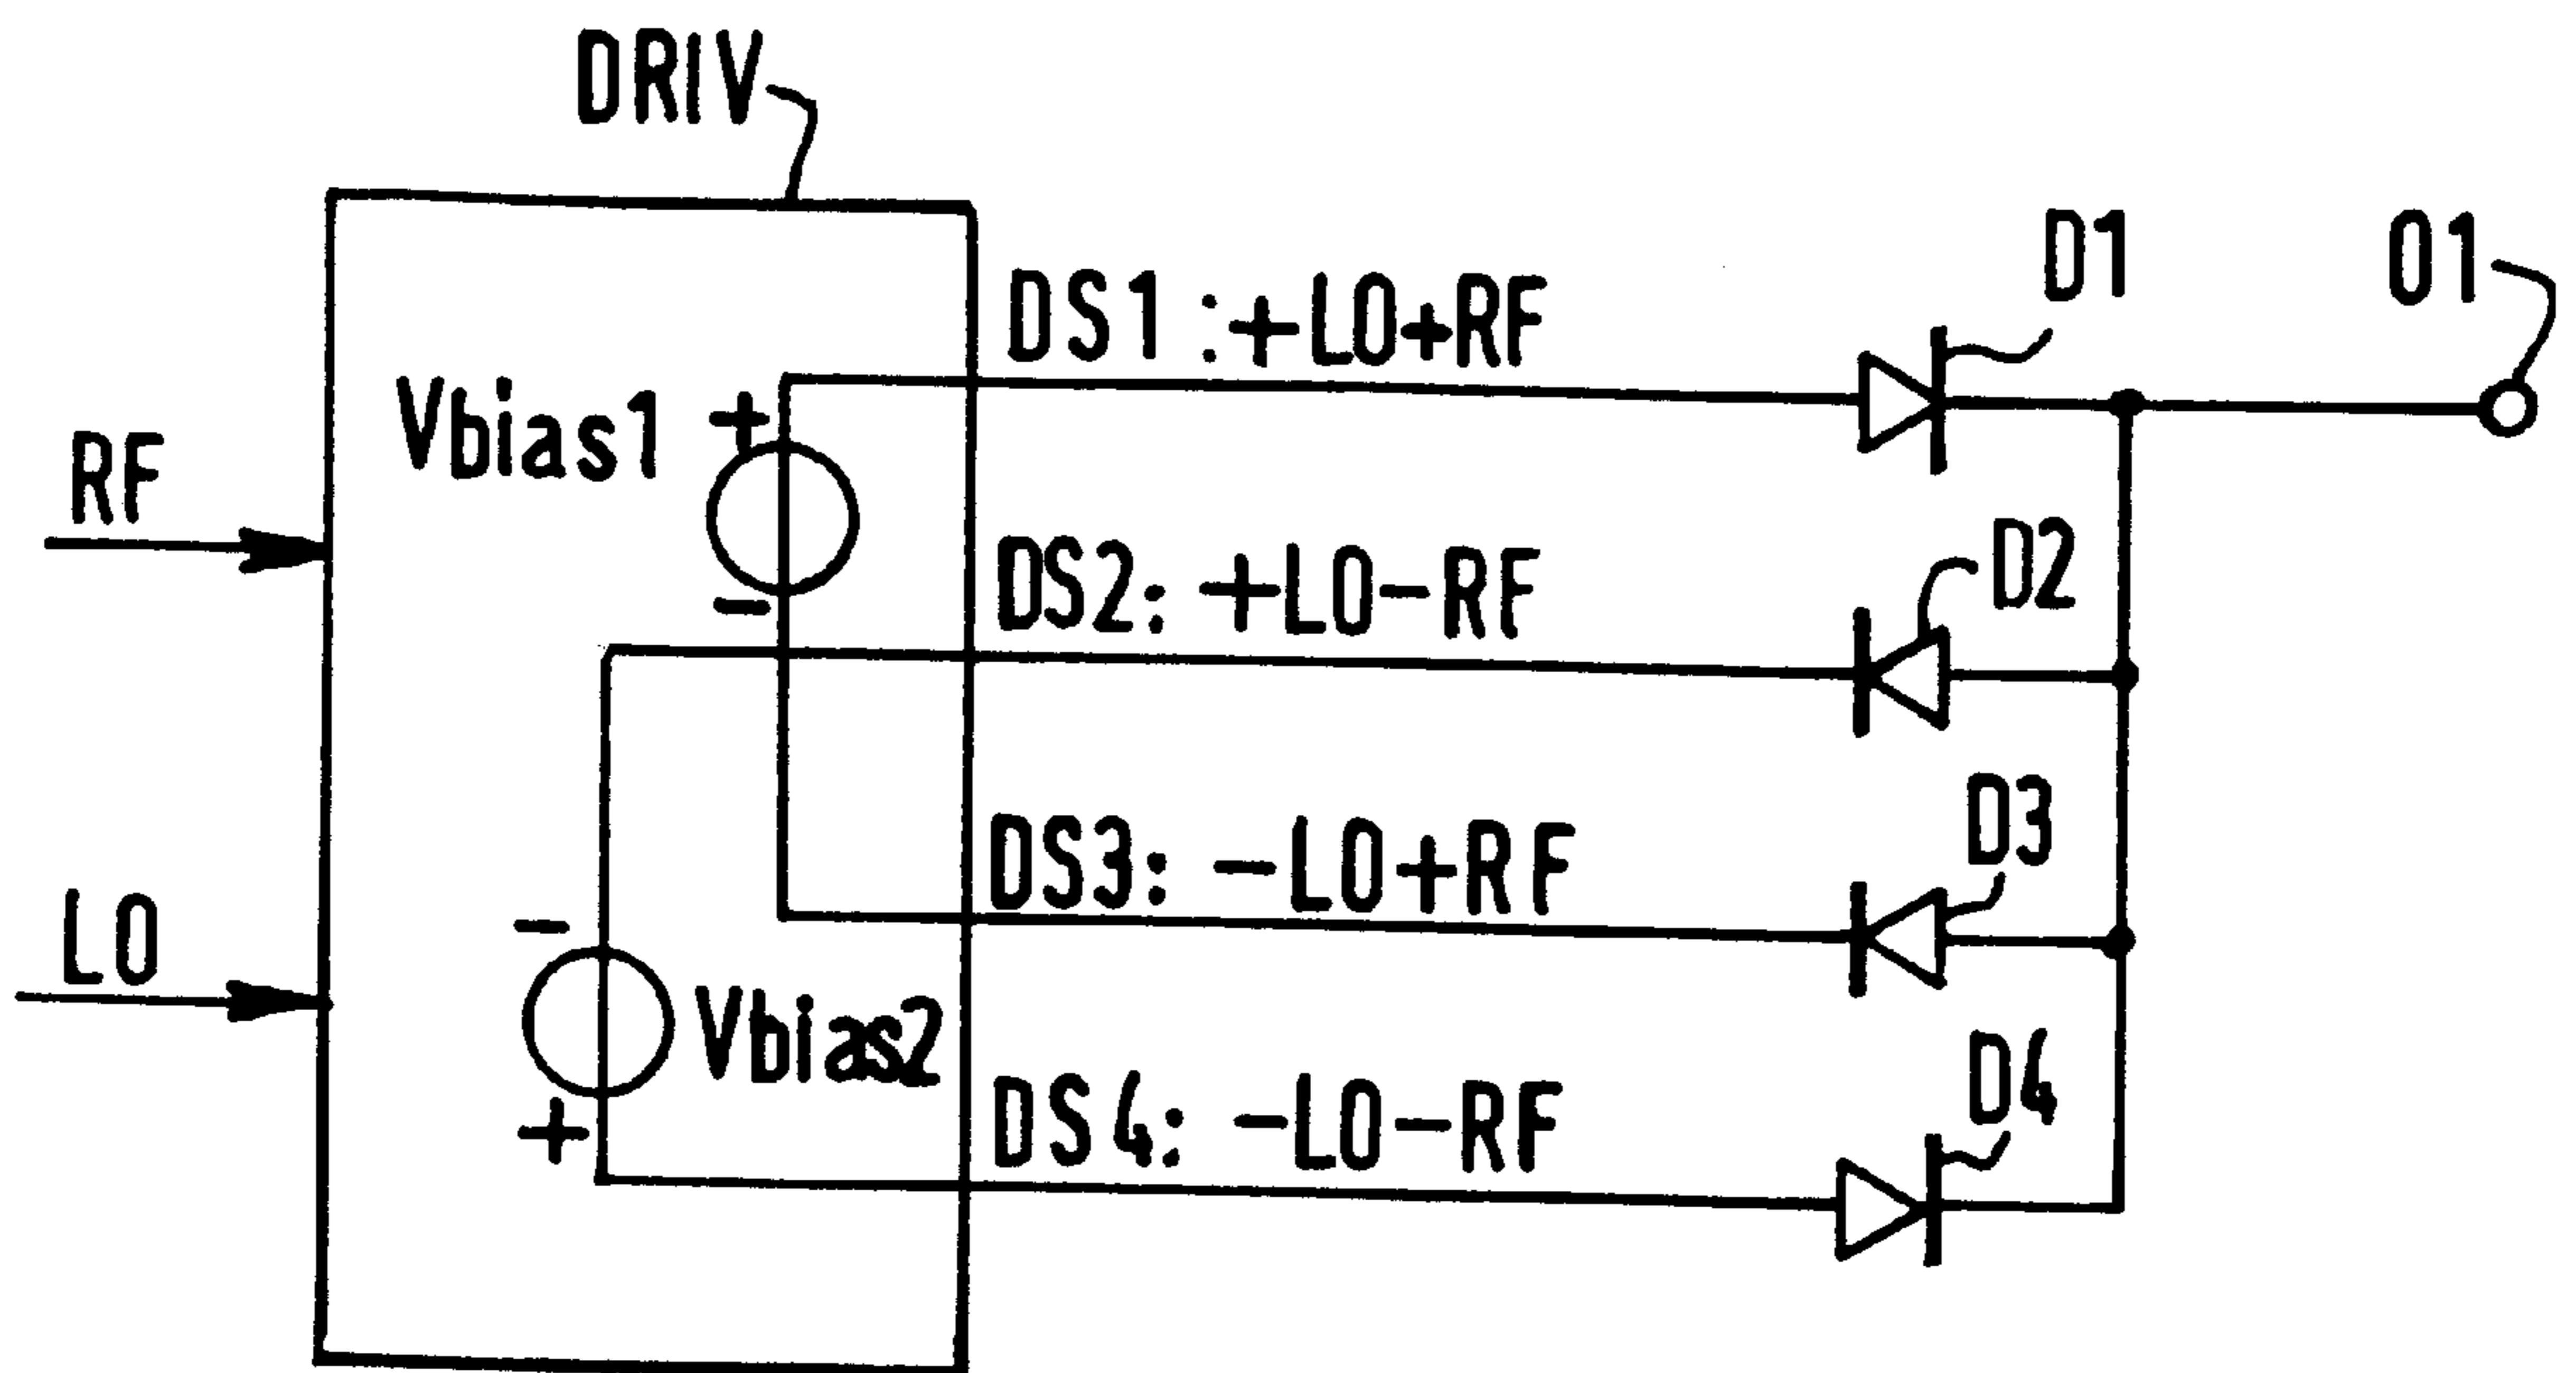 DRIV
D1
O1
DS1:+LO+RF
Vbias1 +
RF
-
DS2: +LO-RF
D2
D3
DS3: -LO+RF
LO
-
Vbias2
+
DS4: -LO-RF
D4